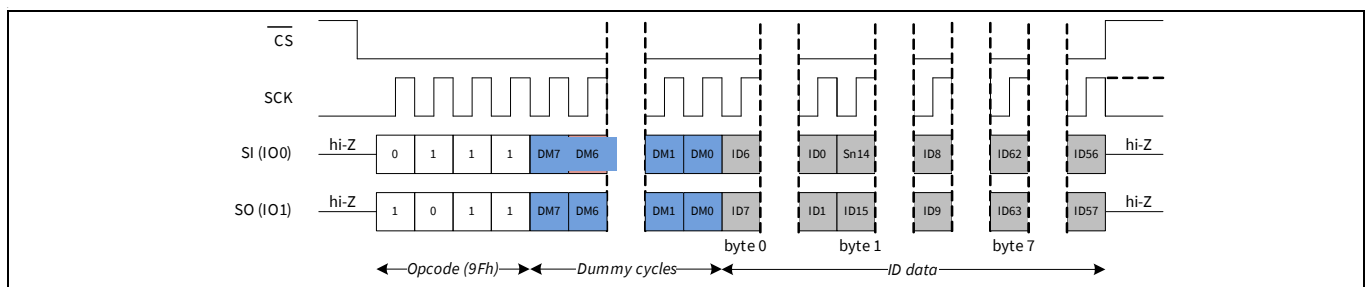 CS
SCK
SI (IO0) hi-Z 0 1 1 1 DM7 DM6 DM1 DM0 ID6 ID0 Sn14 ID8 ID62 ID56 hi-Z
SO (IO1) hi-Z 1 0 1 1 DM7 DM6 DM1 DM0 ID7 ID1 ID15 ID9 ID63 ID57 hi-Z
byte 0 byte 1 byte 7
Opcode (9Fh) Dummy cycles ID data